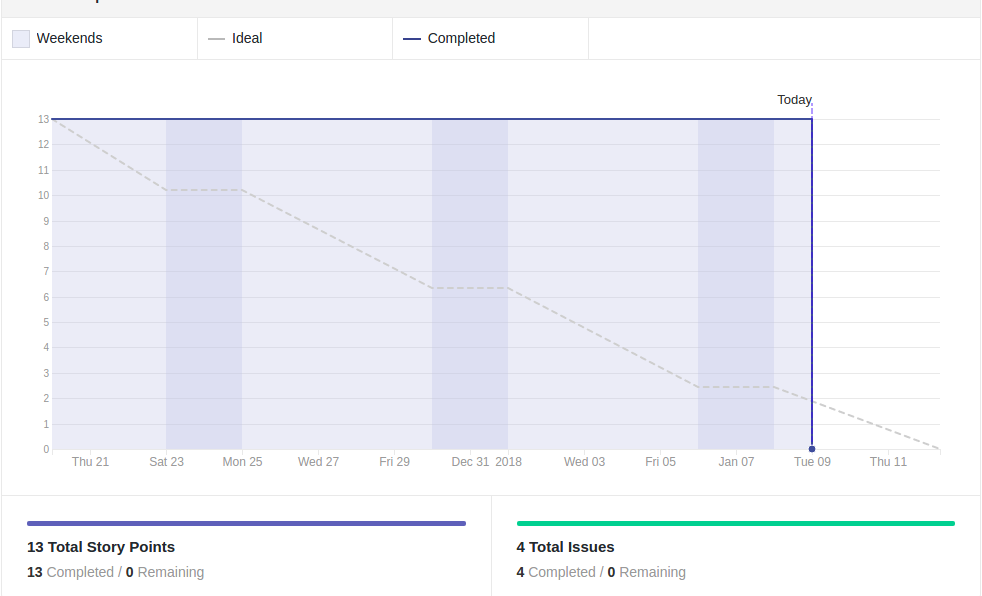 Weekends Ideal Completed
Today
13
12
11
10
9
8
7
6
5
4
3
2
1
0
Thu 21 Sat 23 Mon 25 Wed 27 Fri 29 Dec 31 2018 Wed 03 Fri 05 Jan 07 Tue 09 Thu 11
13 Total Story Points
13 Completed / 0 Remaining
4 Total Issues
4 Completed / 0 Remaining